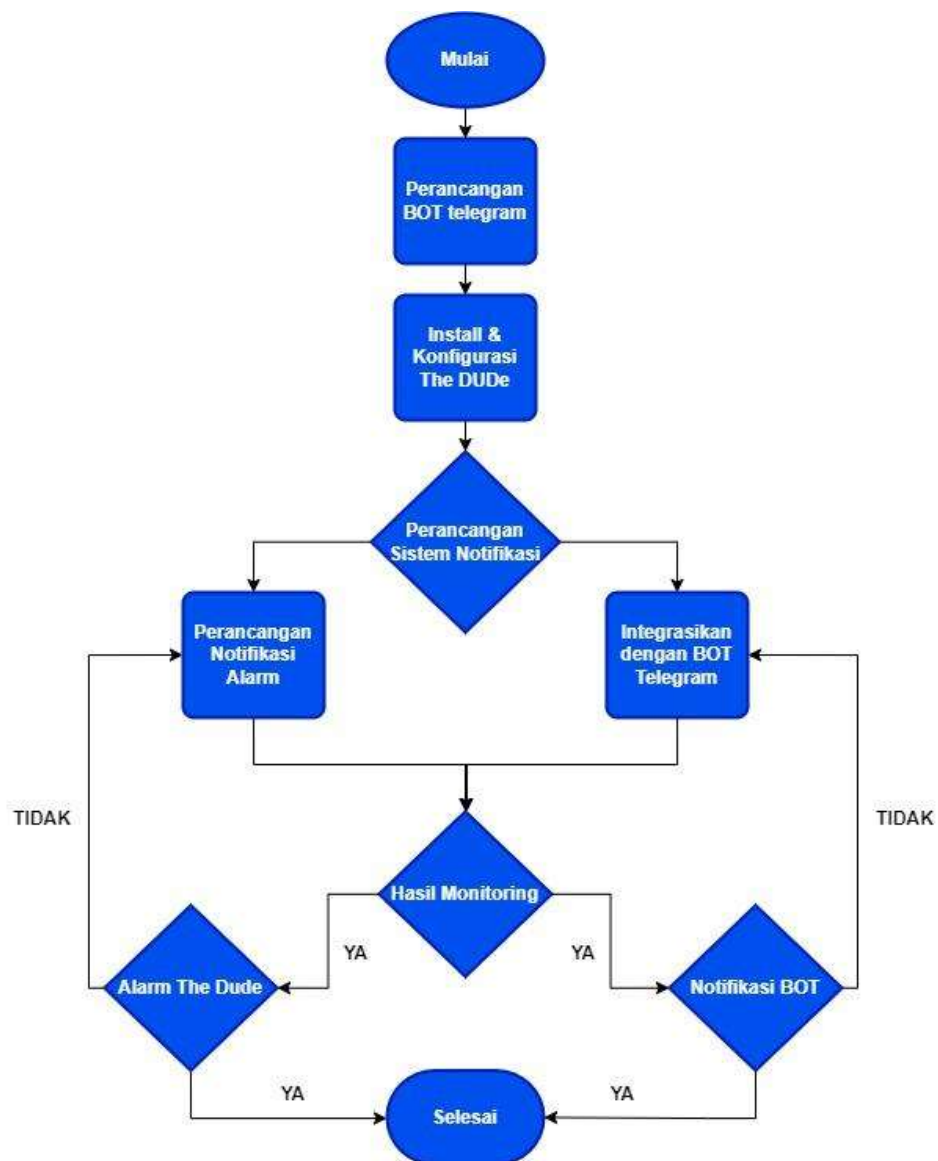 Mulai
Perancangan
BOT telegram
Install &
Konfigurasi
The DUDe
Perancangan
Sistem Notifikasi
Perancangan
Notifikasi
Alarm
Integrasikan
dengan BOT
Telegram
TIDAK
TIDAK
Hasil Monitoring
YA
YA
Alarm The Dude
Notifikasi BOT
YA
YA
Selesai